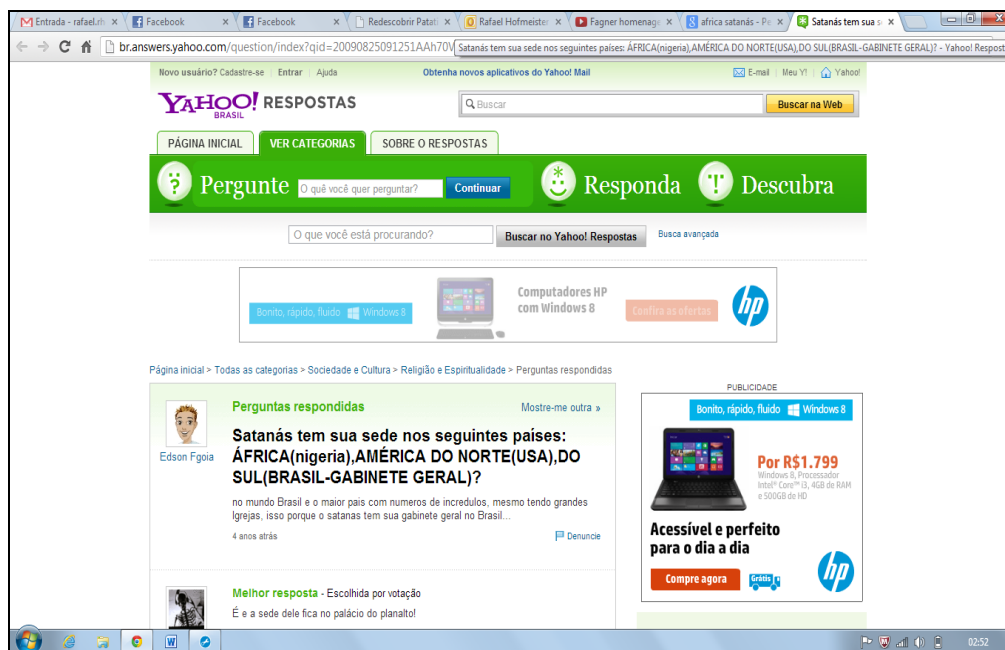 Entrada - rafael.rh
Facebook
Facebook
Redescobrir Patati
Rafael Hofmeister
Fagner homenage
africa satanás - Pe
Satanás tem sua s
br.answers.yahoo.com/question/index?qid=20090825091251AAh70V
Satanás tem sua sede nos seguintes países: ÁFRICA(nigeria),AMÉRICA DO NORTE(USA),DO SUL(BRASIL-GABINETE GERAL)? - Yahoo! Respost
Novo usuário? Cadastre-se Entrar Ajuda
Obtenha novos aplicativos do Yahoo! Mail
E-mail Meu Y! Yahoo!
YAHOO! RESPOSTAS
BRASIL
Buscar
Buscar na Web
PÁGINA INICIAL VER CATEGORIAS SOBRE O RESPOSTAS
Pergunte O quê você quer perguntar? Continuar Responda Descubra
O que você está procurando? Buscar no Yahoo! Respostas Busca avançada
Computadores HP
com Windows 8
Bonito, rápido, fluido Windows 8
Confira as ofertas
hp
Página inicial > Todas as categorias > Sociedade e Cultura > Religião e Espiritualidade > Perguntas respondidas
Perguntas respondidas Mostre-me outra »
Edson Fgoia
Satanás tem sua sede nos seguintes países:
ÁFRICA(nigeria),AMÉRICA DO NORTE(USA),DO
SUL(BRASIL-GABINETE GERAL)?
no mundo Brasil e o maior pais com numeros de incredulos, mesmo tendo grandes
Igrejas, isso porque o satanas tem sua gabinete geral no Brasil...
4 anos atrás Denuncie
Melhor resposta - Escolhida por votação
É e a sede dele fica no palácio do planalto!
PUBLICIDADE
Bonito, rápido, fluido Windows 8
Por R$1.799
Windows 8, Processador
Intel® Core™ i3, 4GB de RAM
e 500GB de HD
Acessível e perfeito
para o dia a dia
Compre agora
Grátis
hp
02:52